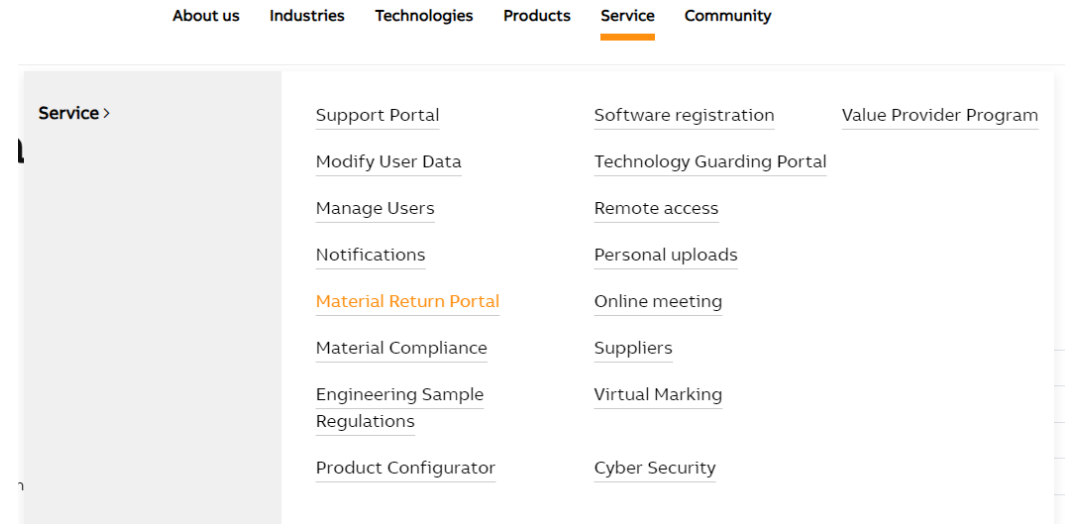 About us Industries Technologies Products Service Community
Service >
Support Portal
Modify User Data
Manage Users
Notifications
Material Return Portal
Material Compliance
Engineering Sample
Regulations
Product Configurator
Software registration
Technology Guarding Portal
Remote access
Personal uploads
Online meeting
Suppliers
Virtual Marking
Cyber Security
Value Provider Program